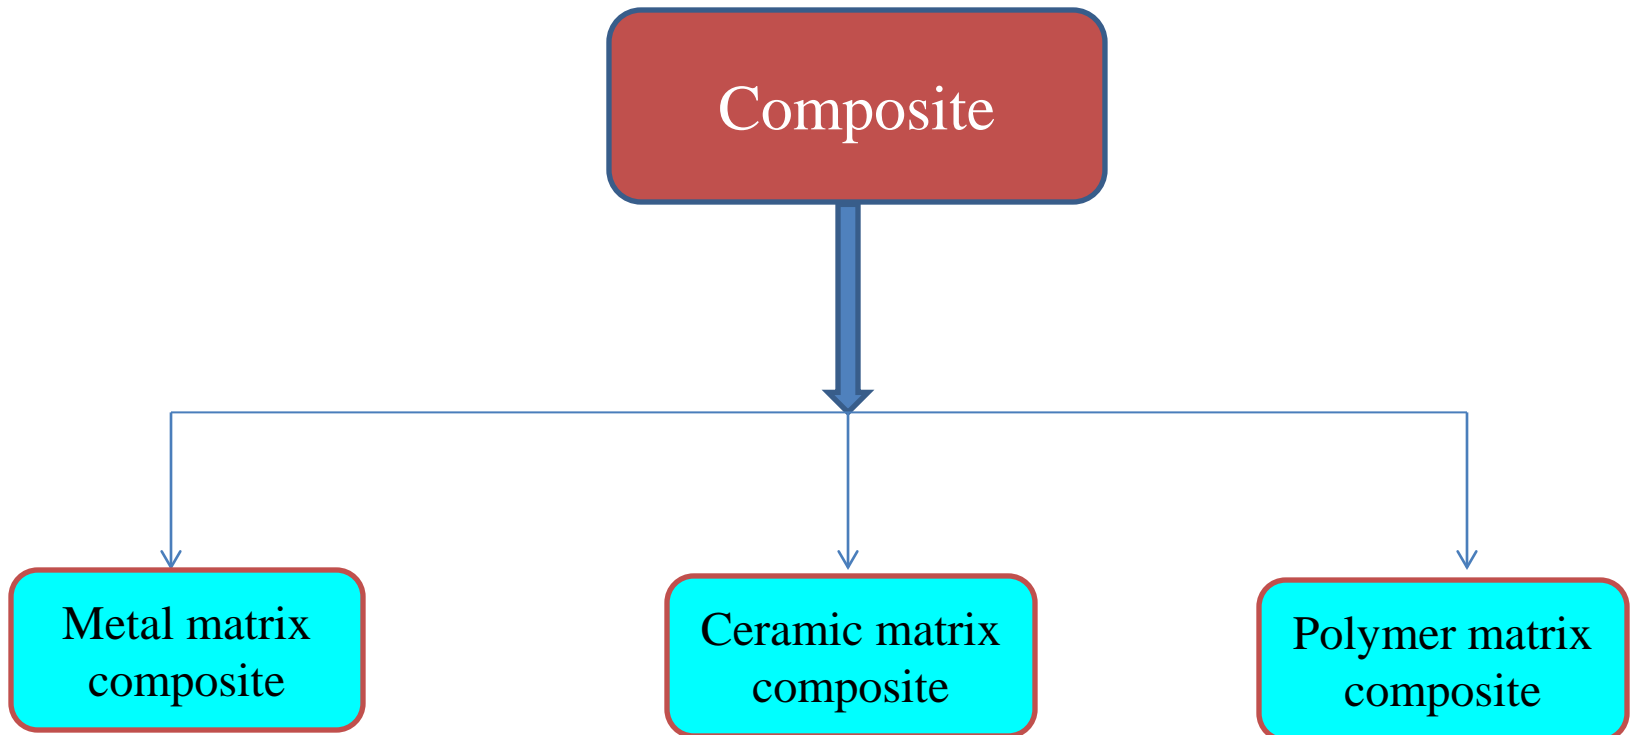 Composite
Metal matrix
composite
Ceramic matrix
composite
Polymer matrix
composite